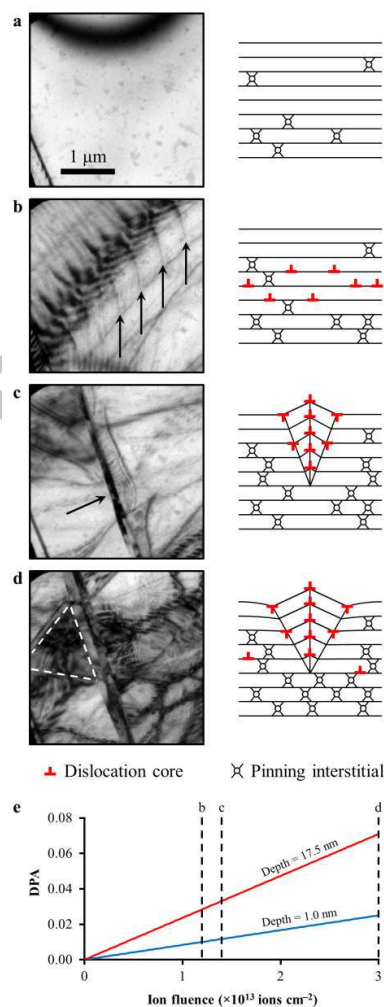 a
1 μm
b
c
d
Dislocation core Pinning interstitial
e
b c d
0.08
0.06
0.04
0.02
0.00
DPA
Depth = 17.5 nm
Depth = 1.0 nm
0 1 2 3
Ion fluence (×10¹³ ions cm⁻²)